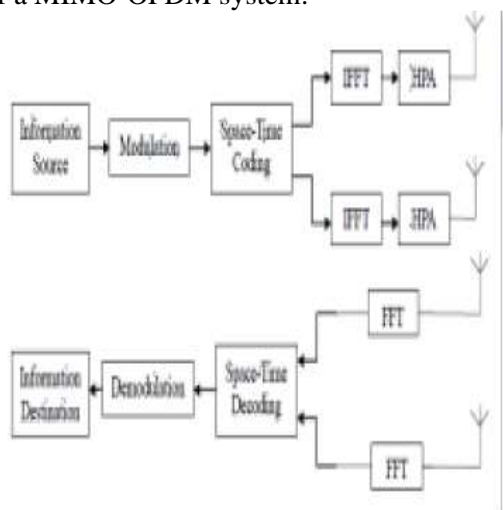 a MIMO-OFDM system.
IFFT
HPA
Information
Source
Modulation
Space-Time
Coding
IFFT
HPA
FFT
Information
Destination
Demodulation
Space-Time
Decoding
FFT